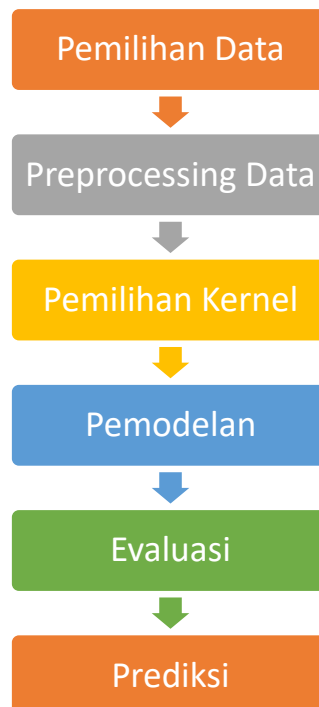 Pemilihan Data
Preprocessing Data
Pemilihan Kernel
Pemodelan
Evaluasi
Prediksi